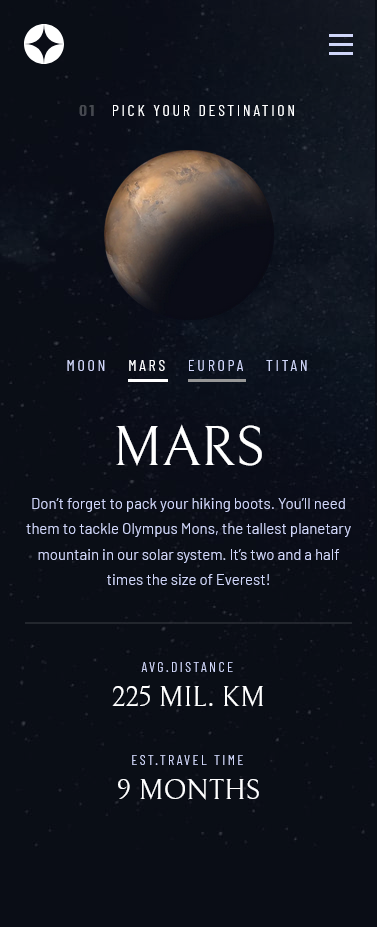 01 PICK YOUR DESTINATION
MOON MARS EUROPA TITAN
MARS
Don’t forget to pack your hiking boots. You’ll need
them to tackle Olympus Mons, the tallest planetary
mountain in our solar system. It’s two and a half
times the size of Everest!
AVG.DISTANCE
225 MIL. KM
EST.TRAVEL TIME
9 MONTHS